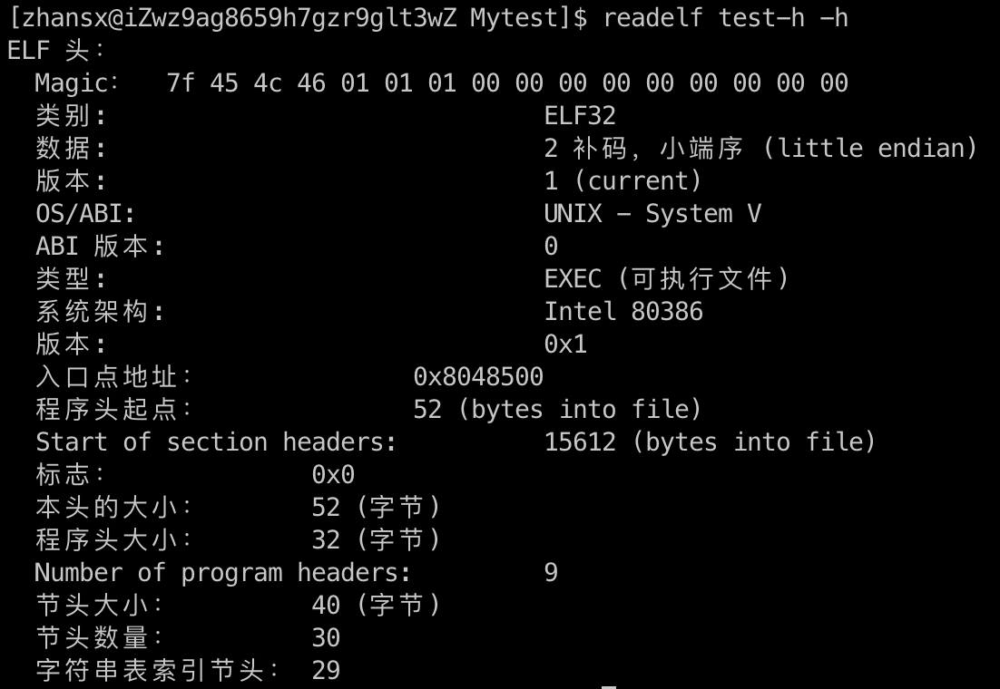 [zhansx@iZwz9ag8659h7gzr9glt3wZ Mytest]$ readelf test-h -h
ELF 头：
Magic： 7f 45 4c 46 01 01 01 00 00 00 00 00 00 00 00 00
类别: ELF32
数据: 2 补码，小端序 (little endian)
版本: 1 (current)
OS/ABI: UNIX - System V
ABI 版本: 0
类型: EXEC (可执行文件)
系统架构: Intel 80386
版本: 0x1
入口点地址： 0x8048500
程序头起点： 52 (bytes into file)
Start of section headers: 15612 (bytes into file)
标志： 0x0
本头的大小： 52 (字节)
程序头大小： 32 (字节)
Number of program headers: 9
节头大小： 40 (字节)
节头数量： 30
字符串表索引节头： 29